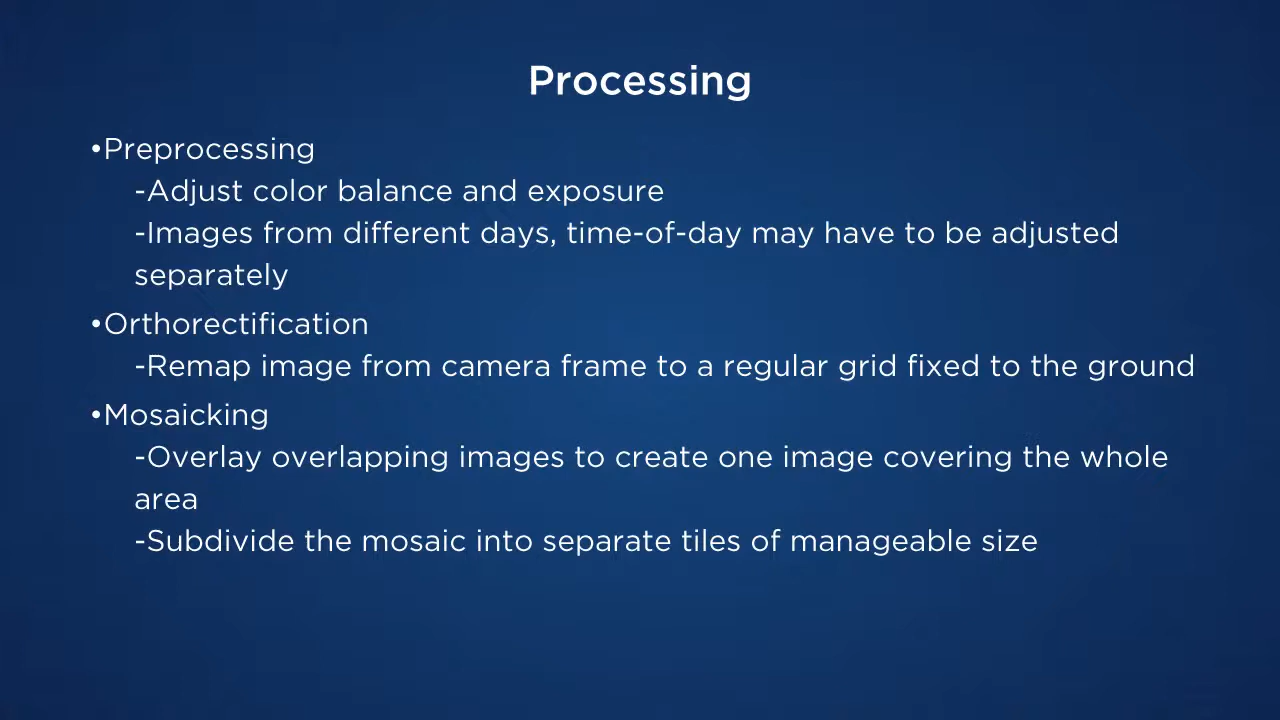 Processing
•Preprocessing
-Adjust color balance and exposure
-Images from different days, time-of-day may have to be adjusted
separately
•Orthorectification
-Remap image from camera frame to a regular grid fixed to the ground
•Mosaicking
-Overlay overlapping images to create one image covering the whole
area
-Subdivide the mosaic into separate tiles of manageable size